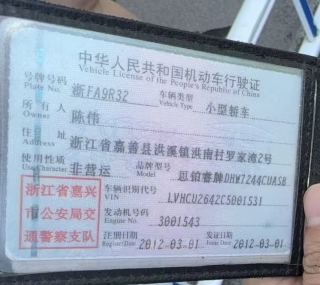 中华人民共和国机动车行驶证
Vehicle License of the People's Republic of China
号牌号码 浙FA9R32 车辆类型 小型轿车
Plate No. Vehicle Type
所有人 陈伟
Owner
住址 浙江省嘉善县洪溪镇洪南村罗家湾2号
Address
使用性质 非营运 品牌型号 思铂睿牌DHW7244CUASB
Use Character Model
浙江省嘉兴 车辆识别代号 LVHCU2642C5001531
VIN
市公安局交 发动机号码 3001543
Engine No.
通警察支队 注册日期 2012-03-01 发证日期 2012-03-01
Register Date Issue Date